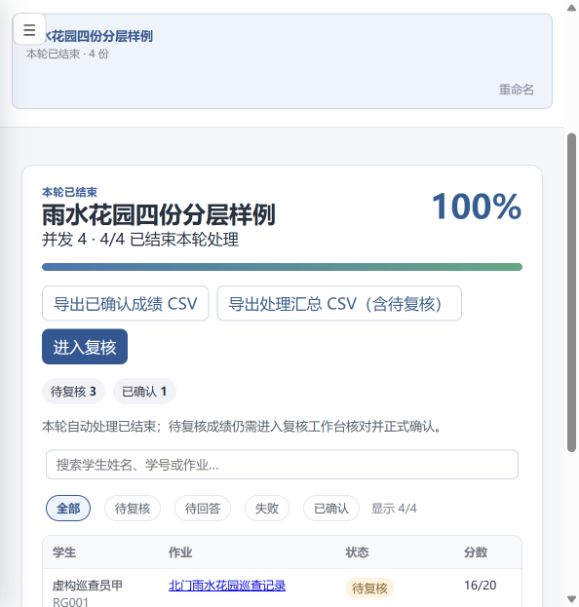 水花园四份分层样例
本轮已结束 · 4 份
重命名
本轮已结束
雨水花园四份分层样例
100%
并发 4 · 4/4 已结束本轮处理
导出已确认成绩 CSV
导出处理汇总 CSV（含待复核）
进入复核
待复核 3 已确认 1
本轮自动处理已结束；待复核成绩仍需进入复核工作台核对并正式确认。
搜索学生姓名、学号或作业...
全部 待复核 待回答 失败 已确认 显示 4/4
学生 作业 状态 分数
虚构巡查员甲 北门雨水花园巡查记录 待复核 16/20
RG001